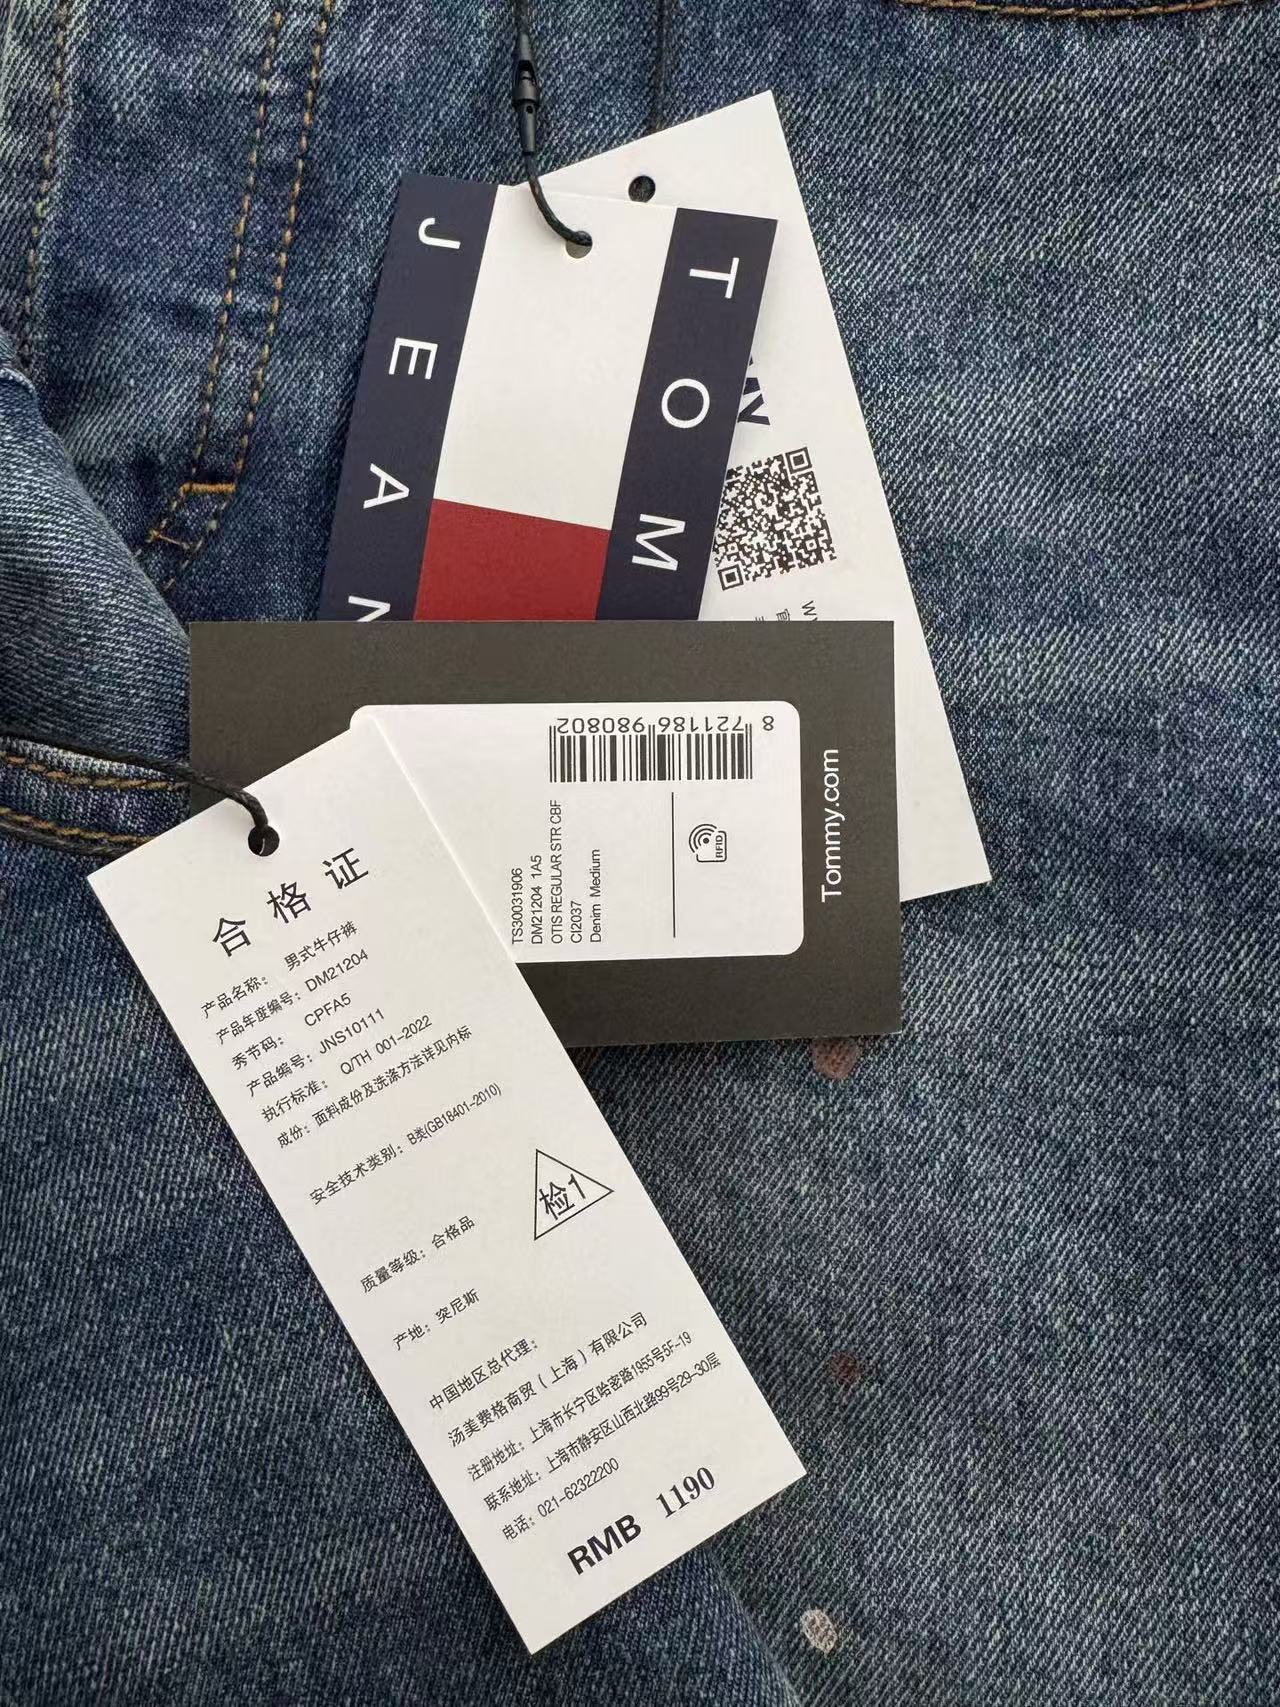 JEAN
TOMM
Tommy.com
8 721186 980802
TS30031906
DM21204 1A5
OTIS REGULAR STR CBF
CI2037
Denim Medium
RFID
合格证
产品名称： 男式牛仔裤
产品年度编号： DM21204
秀节码： CPFA5
产品编号： JNS10111
执行标准： Q/TH 001-2022
成份： 面料成份及洗涤方法详见内标
安全技术类别： B类(GB18401-2010)
检1
质量等级： 合格品
产地： 突尼斯
中国地区总代理：
汤美费格商贸（上海）有限公司
注册地址： 上海市长宁区哈密路1955号5F-19
联系地址： 上海市静安区山西北路99号29-30层
电话： 021-62322200
RMB 1190